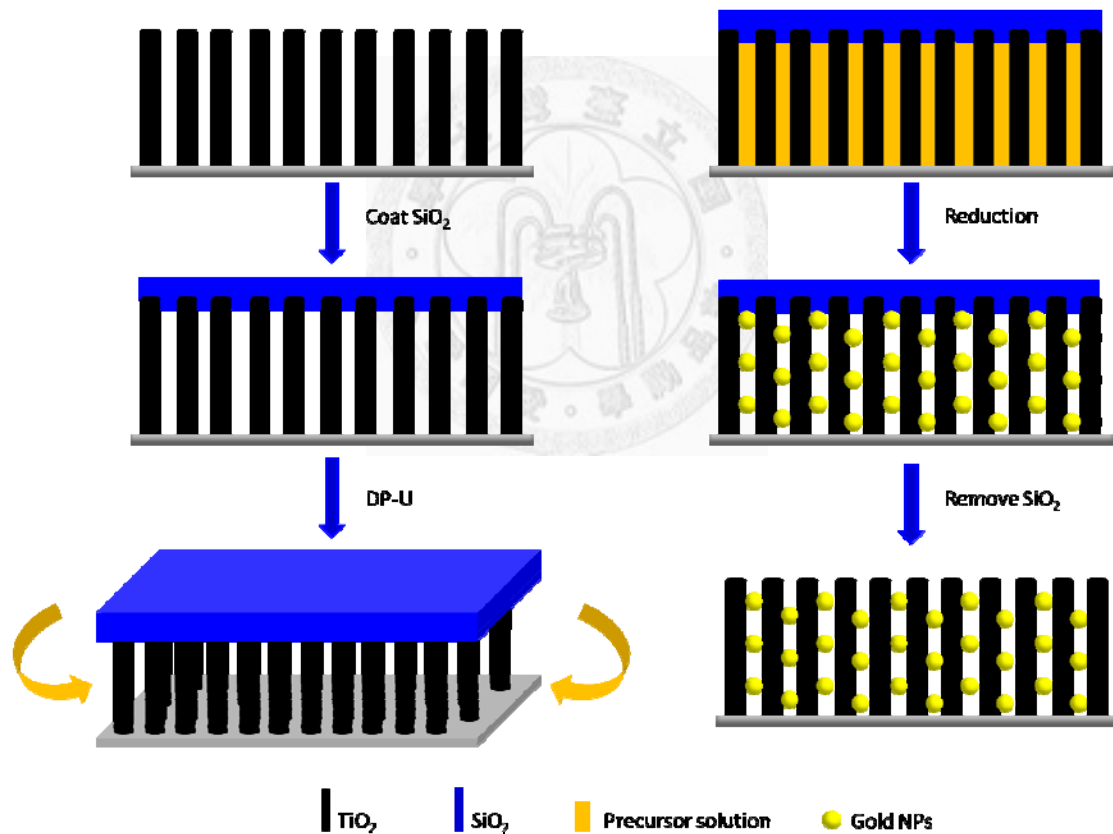 Coat SiO₂
DP-U
Reduction
Remove SiO₂
TiO₂
SiO₂
Precursor solution
Gold NPs